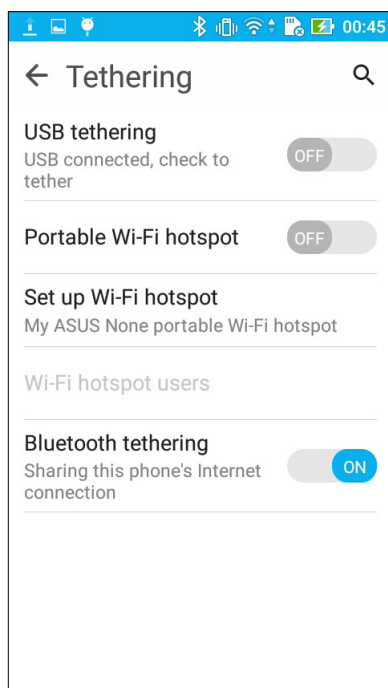 00:45
Tethering
USB tethering
USB connected, check to
tether
OFF
Portable Wi-Fi hotspot
OFF
Set up Wi-Fi hotspot
My ASUS None portable Wi-Fi hotspot
Wi-Fi hotspot users
Bluetooth tethering
Sharing this phone's Internet
connection
ON